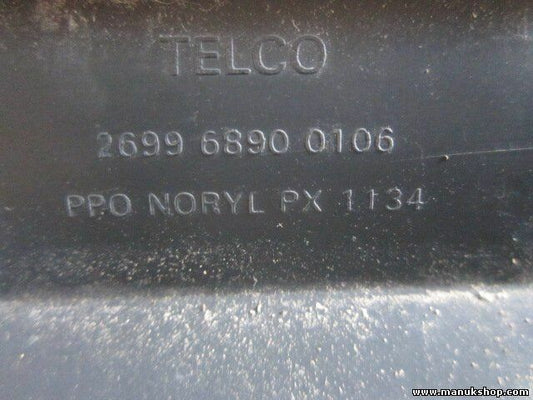 TELCO
2699 6890 0106
PPO NORYL PX 1134
www.manukshop.com